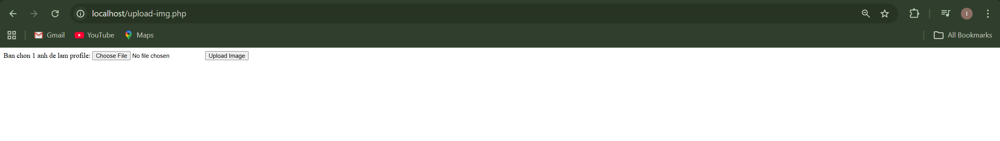 localhost/upload-img.php
I
Gmail YouTube Maps All Bookmarks
Ban chon 1 anh de lam profile: Choose File No file chosen Upload Image